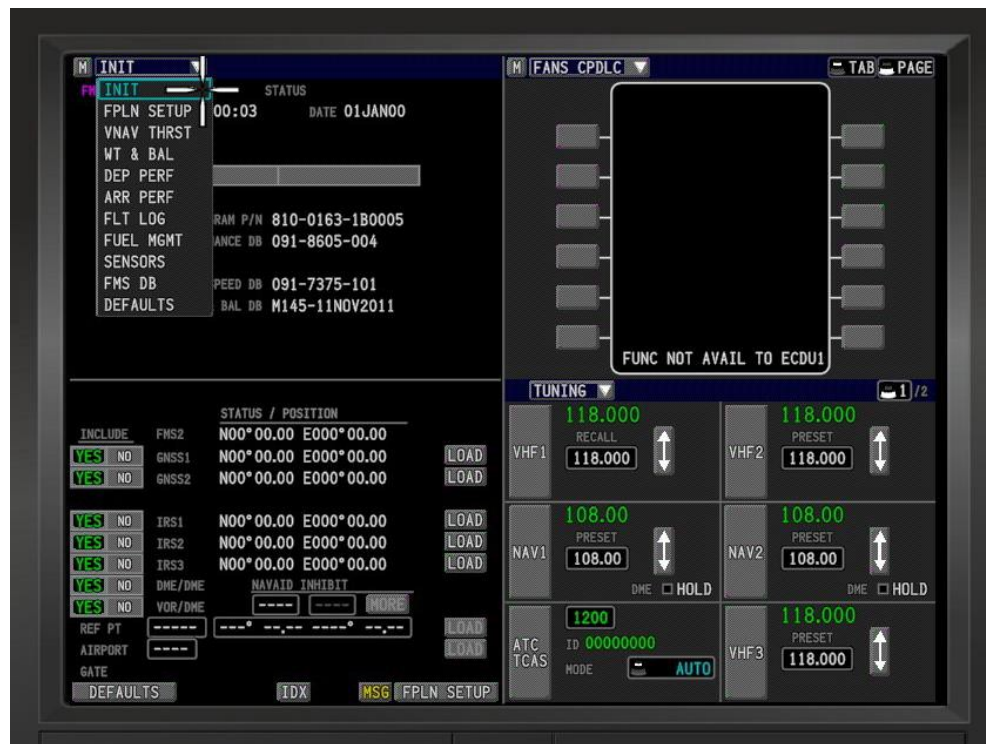 M INIT
INIT
FPLN SETUP
VNAV THRST
WT & BAL
DEP PERF
ARR PERF
FLT LOG
FUEL MGMT
SENSORS
FMS DB
DEFAULTS
STATUS
00:03 DATE 01JAN00
RAM P/N 810-0163-1B0005
ANCE DB 091-8605-004
PEED DB 091-7375-101
BAL DB M145-11NOV2011
STATUS / POSITION
INCLUDE FMS2 N00°00.00 E000°00.00
YES NO GNSS1 N00°00.00 E000°00.00 LOAD
YES NO GNSS2 N00°00.00 E000°00.00 LOAD
YES NO IRS1 N00°00.00 E000°00.00 LOAD
YES NO IRS2 N00°00.00 E000°00.00 LOAD
YES NO IRS3 N00°00.00 E000°00.00 LOAD
YES NO DME/DME NAVAID INHIBIT
YES NO VOR/DME ---- ---- MORE
REF PT ----- ---° --.- ----° --.-- LOAD
AIRPORT ---- LOAD
GATE
DEFAULTS IDX MSG FPLN SETUP
M FANS CPDLC TAB PAGE
FUNC NOT AVAIL TO ECDU1
TUNING 1 /2
VHF1
118.000
RECALL
118.000
VHF2
118.000
PRESET
118.000
NAV1
108.00
PRESET
108.00
DME HOLD
NAV2
108.00
PRESET
108.00
DME HOLD
ATC
TCAS
1200
ID 00000000
MODE AUTO
VHF3
118.000
PRESET
118.000